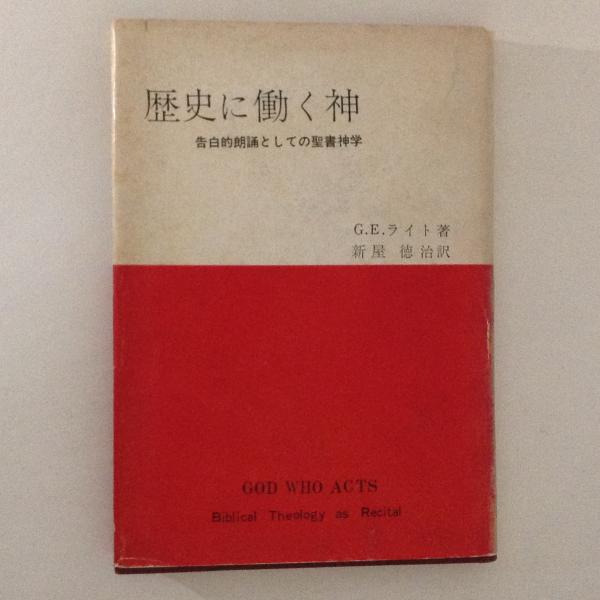 歴史に働く神
告白的朗誦としての聖書神学
G.E.ライト著
新屋 徳治訳
GOD WHO ACTS
Biblical Theology as Recital